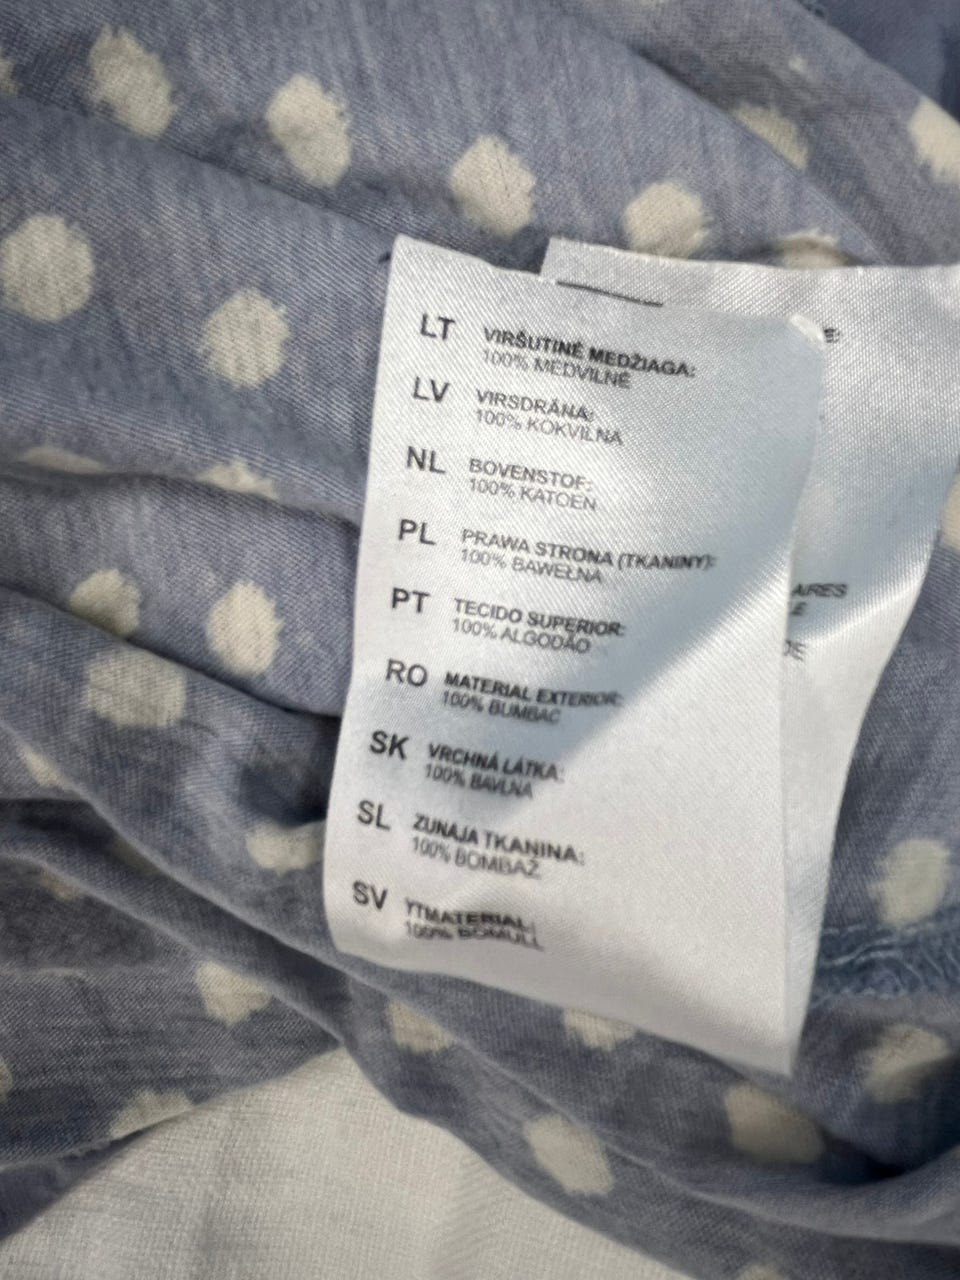 LT VIRŠUTINĖ MEDŽIAGA:
100% MEDVILNĖ
LV VIRSDRĀNA:
100% KOKVILNA
NL BOVENSTOF:
100% KATOEN
PL PRAWA STRONA (TKANINY):
100% BAWEŁNA
PT TECIDO SUPERIOR:
100% ALGODÃO
RO MATERIAL EXTERIOR:
100% BUMBAC
SK VRCHNÁ LÁTKA:
100% BAVLNA
SL ZUNAJA TKANINA:
100% BOMBAŽ
SV YTMATERIAL:
100% BOMULL
E:
AIRES
E
DE